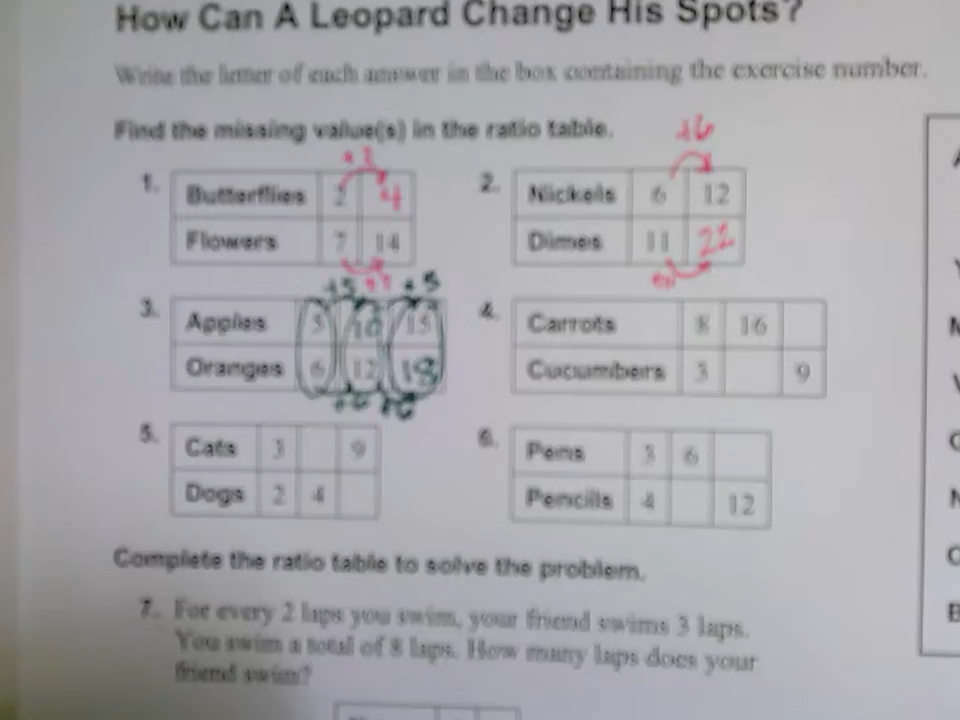 How Can A Leopard Change His Spots?
Write the letter of each answer in the box containing the exercise number.
Find the missing value(s) in the ratio table.
+6
1. Butterflies 2 4
Flowers 7 14
2. Nickels 6 12
Dimes 11 22
+5 +5
3. Apples 5 10 15
Oranges 6 12 18
+6 +6
4. Carrots 8 16
Cucumbers 3 9
5. Cats 3 9
Dogs 2 4
6. Pens 3 6
Pencils 4 12
Complete the ratio table to solve the problem.
7. For every 2 laps you swim, your friend swims 3 laps.
You swim a total of 8 laps. How many laps does your
friend swim?